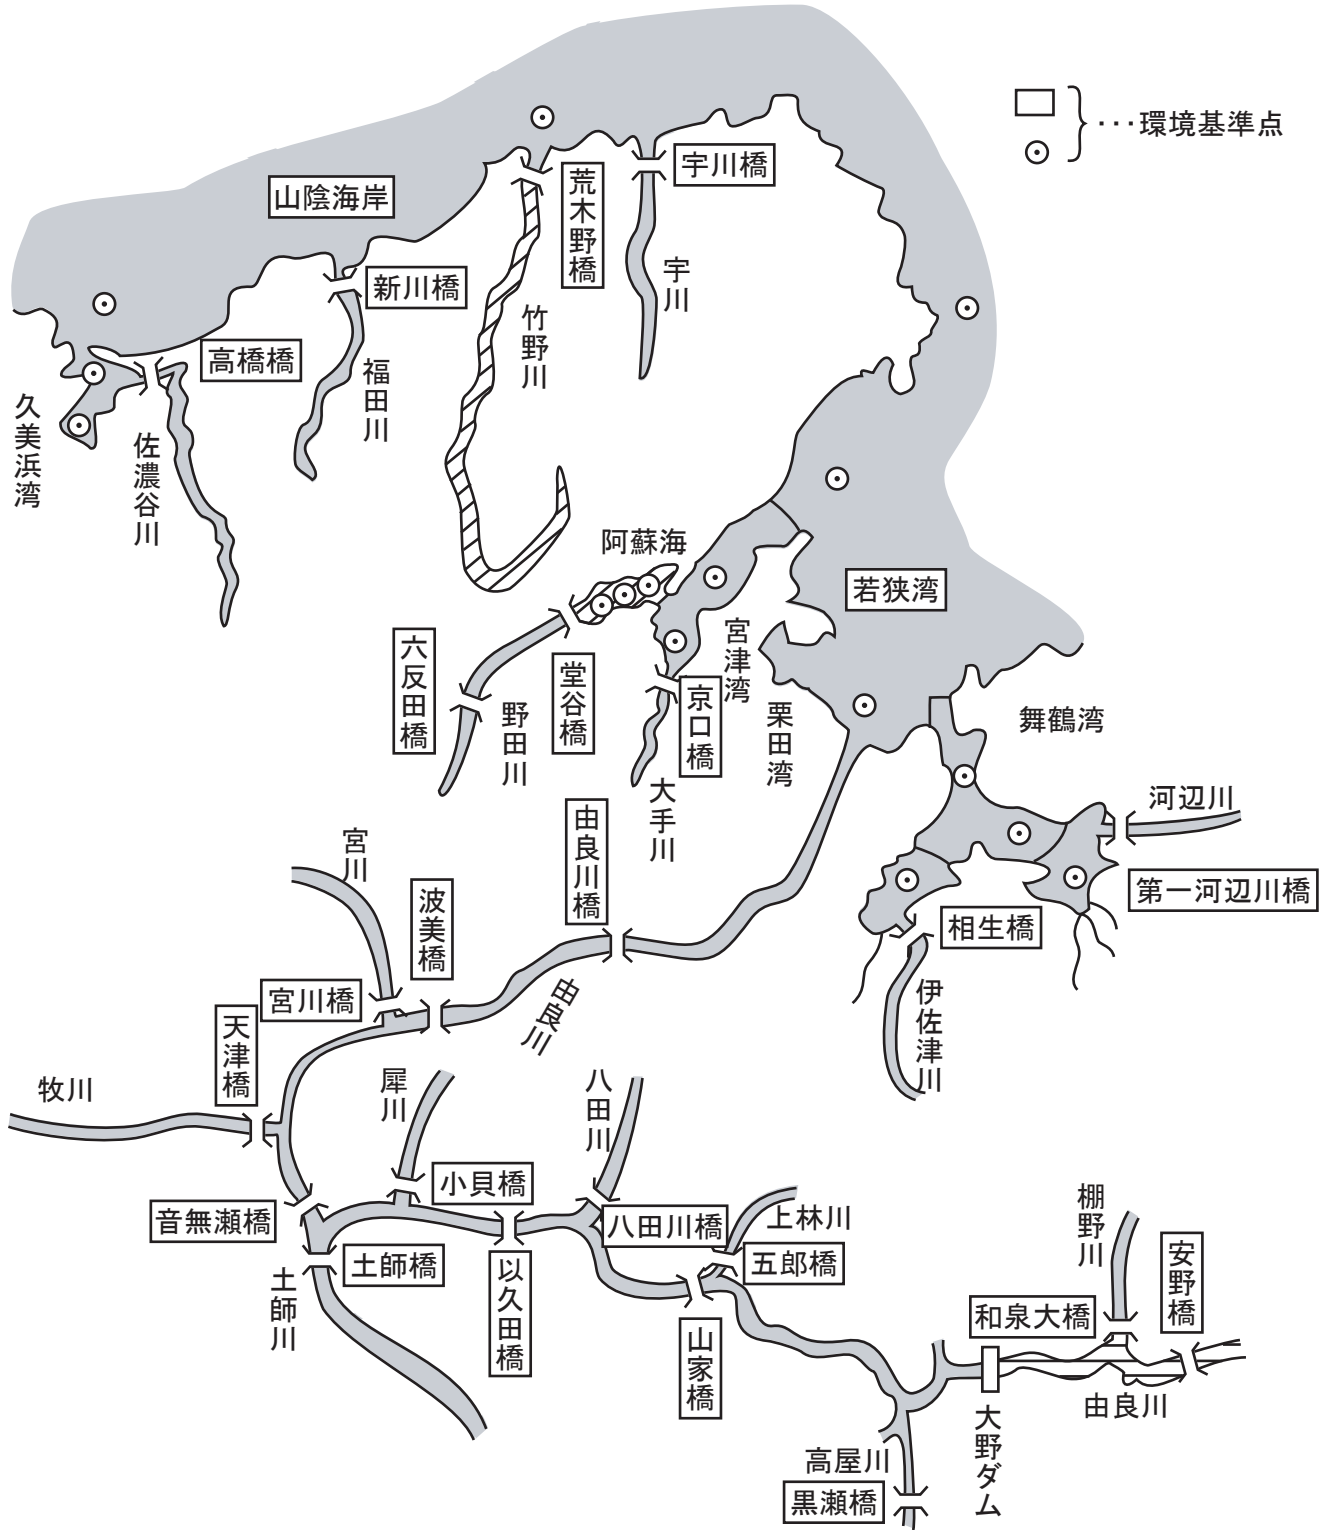 …環境基準点
山陰海岸
荒木野橋
宇川橋
宇川
新川橋
竹野川
高橋橋
福田川
久美浜湾
佐濃谷川
阿蘇海
若狭湾
六反田橋
堂谷橋
宮津湾
京口橋
野田川
栗田湾
舞鶴湾
大手川
河辺川
由良川橋
宮川
波美橋
第一河辺川橋
相生橋
宮川橋
由良川
伊佐津川
天津橋
牧川
犀川
八田川
小貝橋
音無瀬橋
八田川橋
上林川
棚野川
土師橋
五郎橋
安野橋
土師川
以久田橋
和泉大橋
山家橋
由良川
大野ダム
高屋川
黒瀬橋